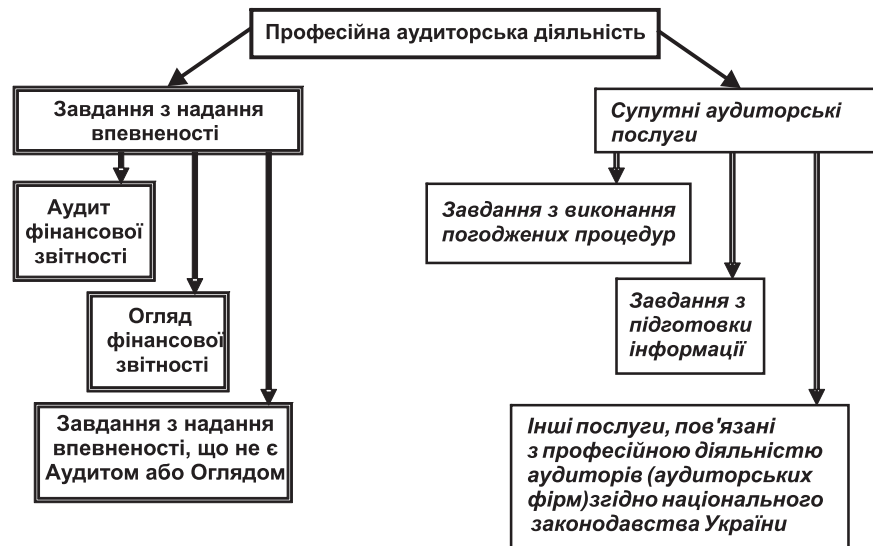 Професійна аудиторська діяльність
Завдання з надання
впевненості
Аудит
фінансової
звітності
Огляд
фінансової
звітності
Завдання з надання
впевненості, що не є
Аудитом або Оглядом
Супутні аудиторські
послуги
Завдання з виконання
погоджених процедур
Завдання з
підготовки
інформації
Інші послуги, пов'язані
з професійною діяльністю
аудиторів (аудиторських
фірм)згідно національного
законодавства України